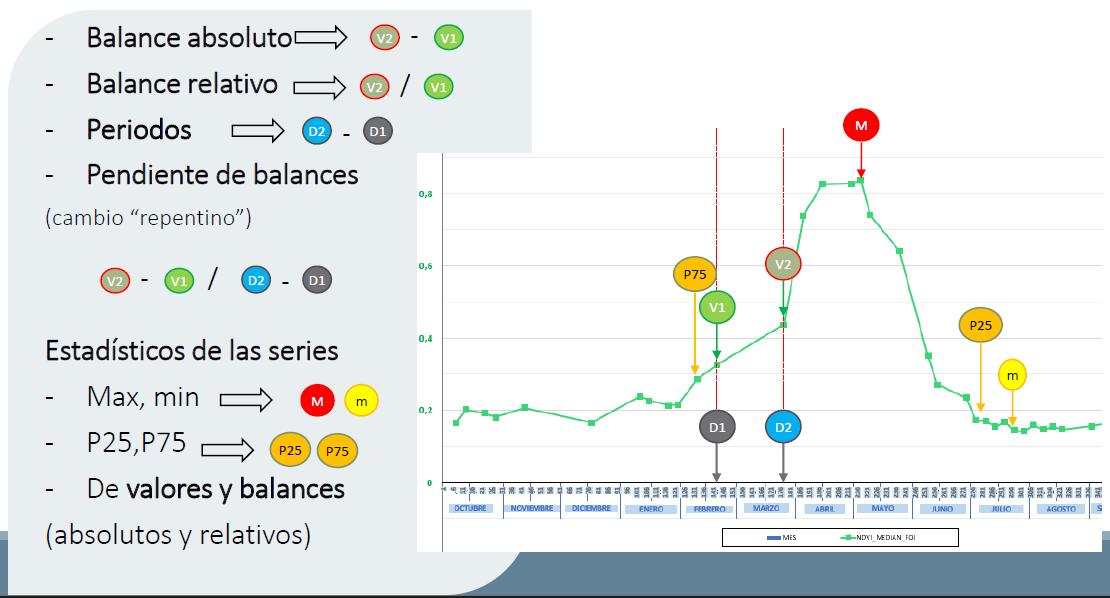 - Balance absoluto V2 - V1
- Balance relativo V2 / V1
- Periodos D2 - D1
- Pendiente de balances
(cambio “repentino”)
V2 - V1 / D2 - D1
Estadísticos de las series
- Max, min M m
- P25,P75 P25 P75
- De valores y balances
(absolutos y relativos)
M
V2
P75
V1
P25
m
D1 D2
0,8
0,6
0,4
0,2
0
OCTUBRE NOVIEMBRE DICIEMBRE ENERO FEBRERO MARZO ABRIL MAYO JUNIO JULIO AGOSTO S
MES NDVI_MEDIAN_FOI